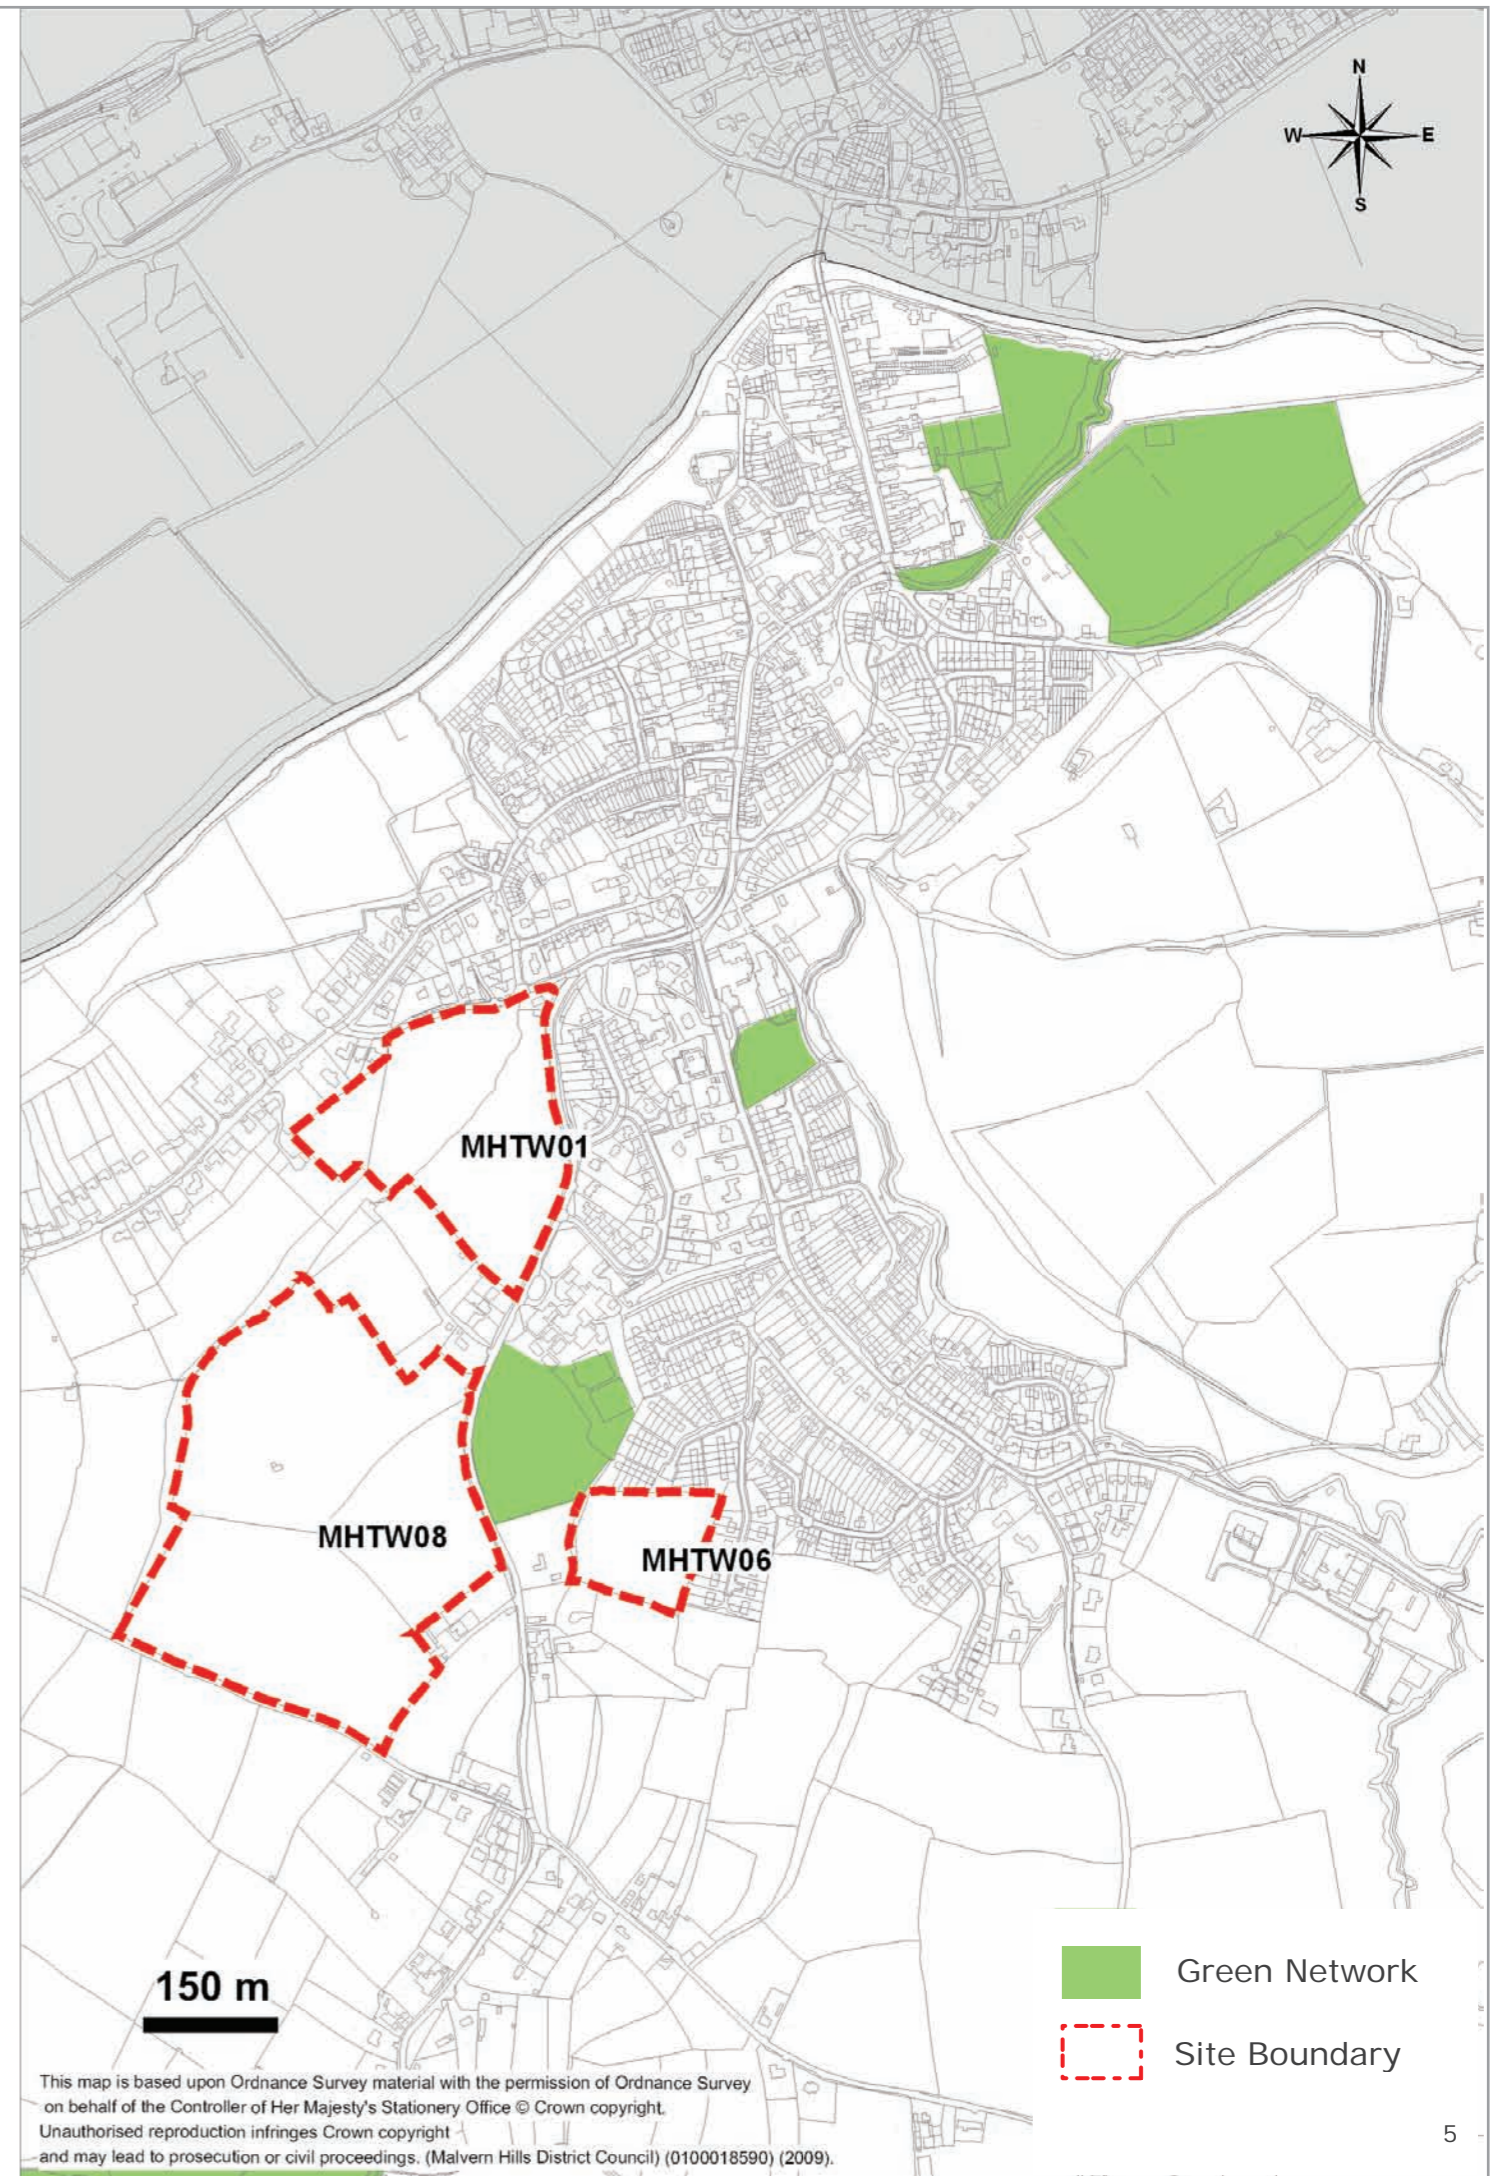 N
W E
S
MHTW01
MHTW08
MHTW06
150 m
Green Network
Site Boundary
This map is based upon Ordnance Survey material with the permission of Ordnance Survey
on behalf of the Controller of Her Majesty's Stationery Office © Crown copyright.
Unauthorised reproduction infringes Crown copyright
and may lead to prosecution or civil proceedings. (Malvern Hills District Council) (0100018590) (2009).
5